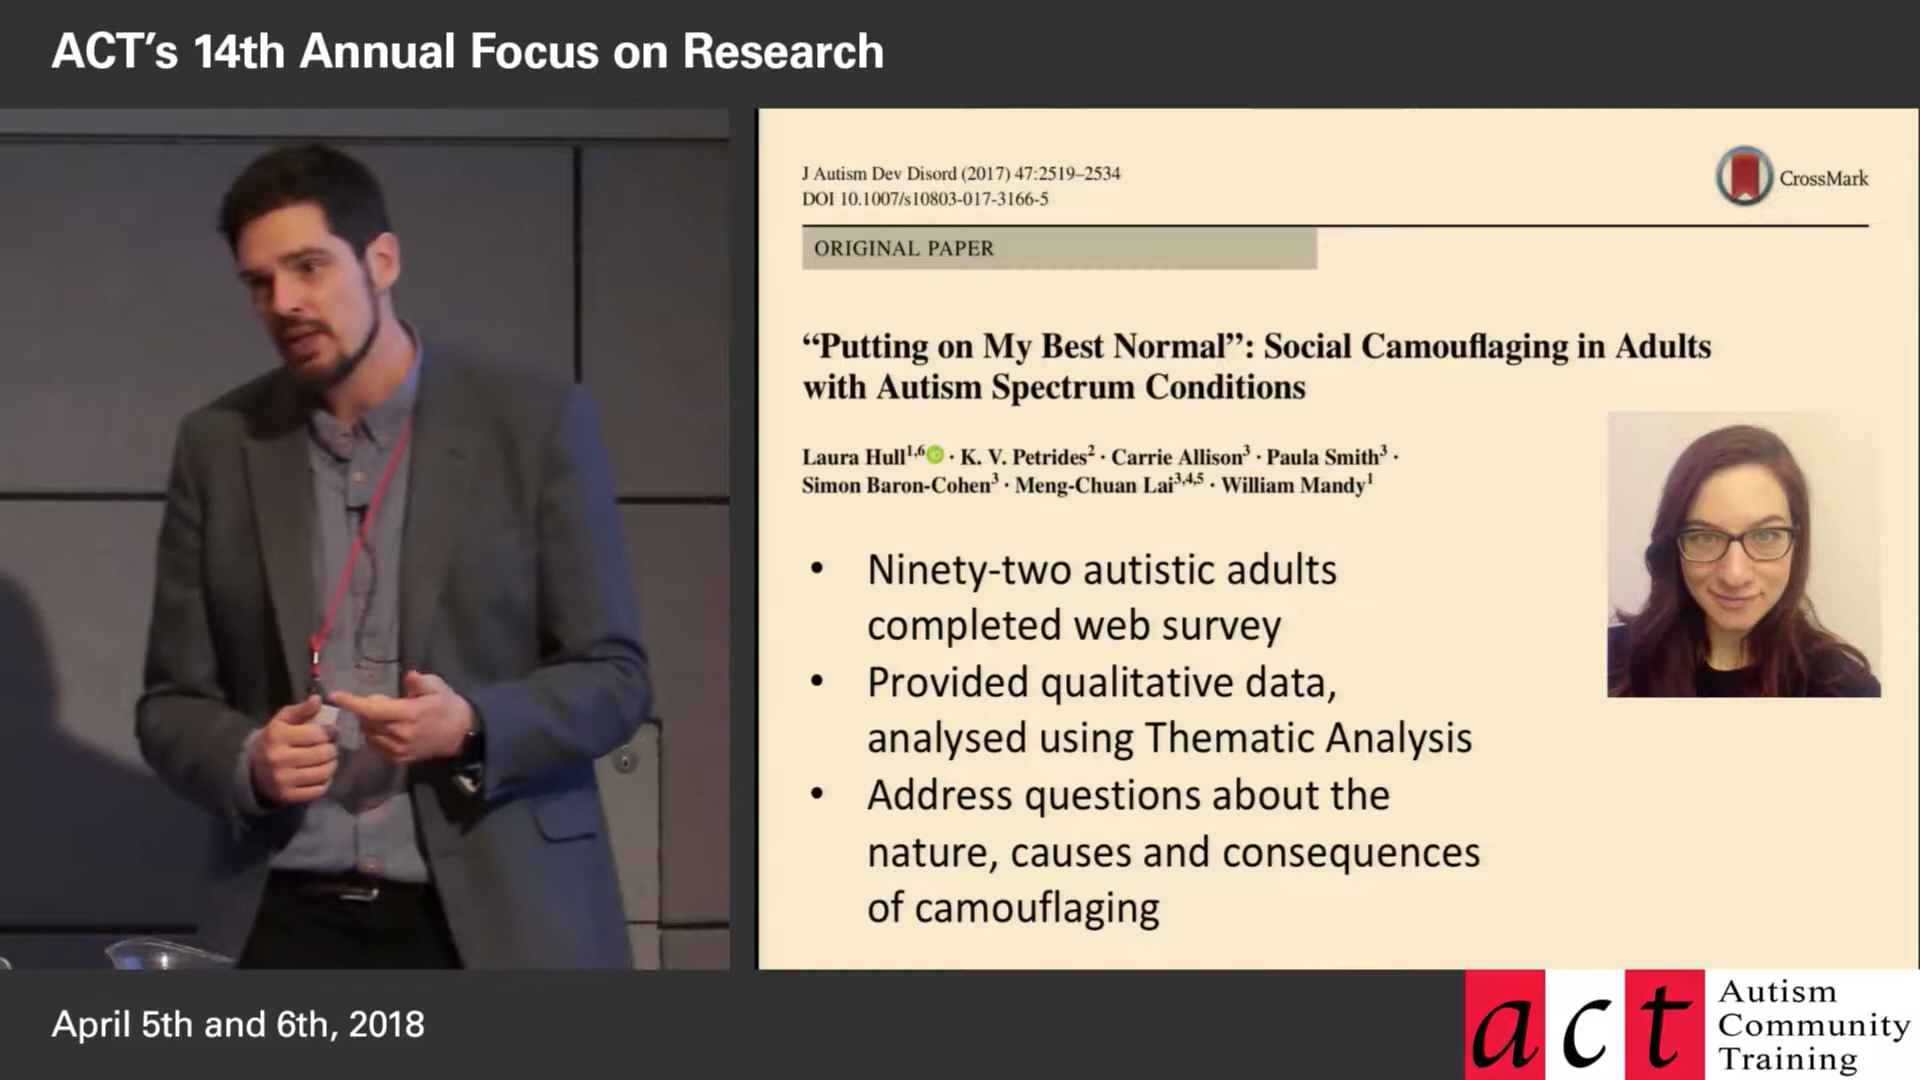 ACT's 14th Annual Focus on Research
J Autism Dev Disord (2017) 47:2519–2534
DOI 10.1007/s10803-017-3166-5
CrossMark
ORIGINAL PAPER
“Putting on My Best Normal”: Social Camouflaging in Adults
with Autism Spectrum Conditions
Laura Hull1,6 · K. V. Petrides2 · Carrie Allison3 · Paula Smith3 ·
Simon Baron-Cohen3 · Meng-Chuan Lai3,4,5 · William Mandy1
• Ninety-two autistic adults
completed web survey
• Provided qualitative data,
analysed using Thematic Analysis
• Address questions about the
nature, causes and consequences
of camouflaging
April 5th and 6th, 2018
act
Autism
Community
Training